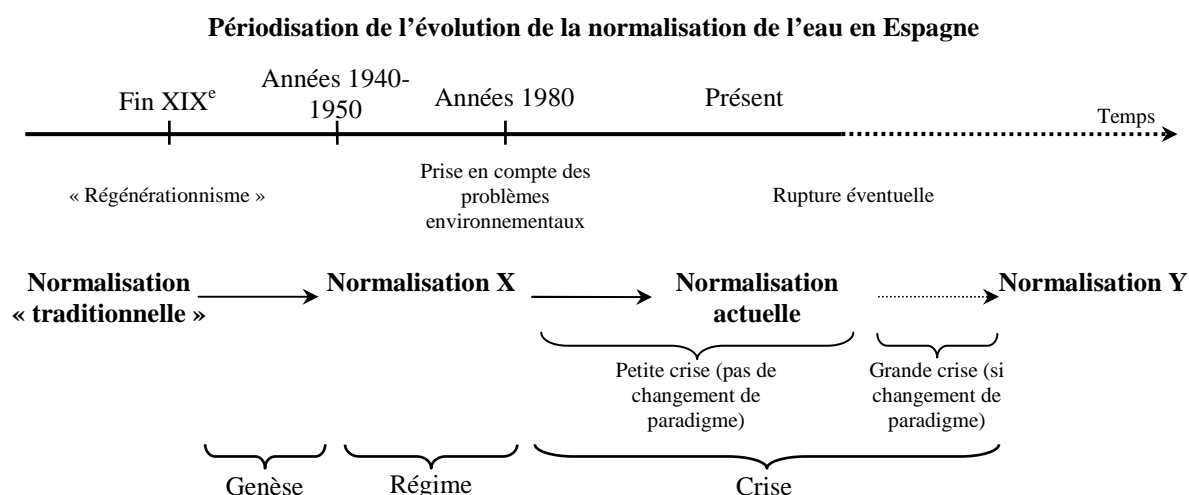 Périodisation de l’évolution de la normalisation de l’eau en Espagne
Fin XIXe
Années 1940-
1950
Années 1980
Présent
Temps
« Régénérationnisme »
Prise en compte des
problèmes
environnementaux
Rupture éventuelle
Normalisation
« traditionnelle »
Normalisation X
Normalisation
actuelle
Normalisation Y
Petite crise (pas de
changement de
paradigme)
Grande crise (si
changement de
paradigme)
Genèse
Régime
Crise